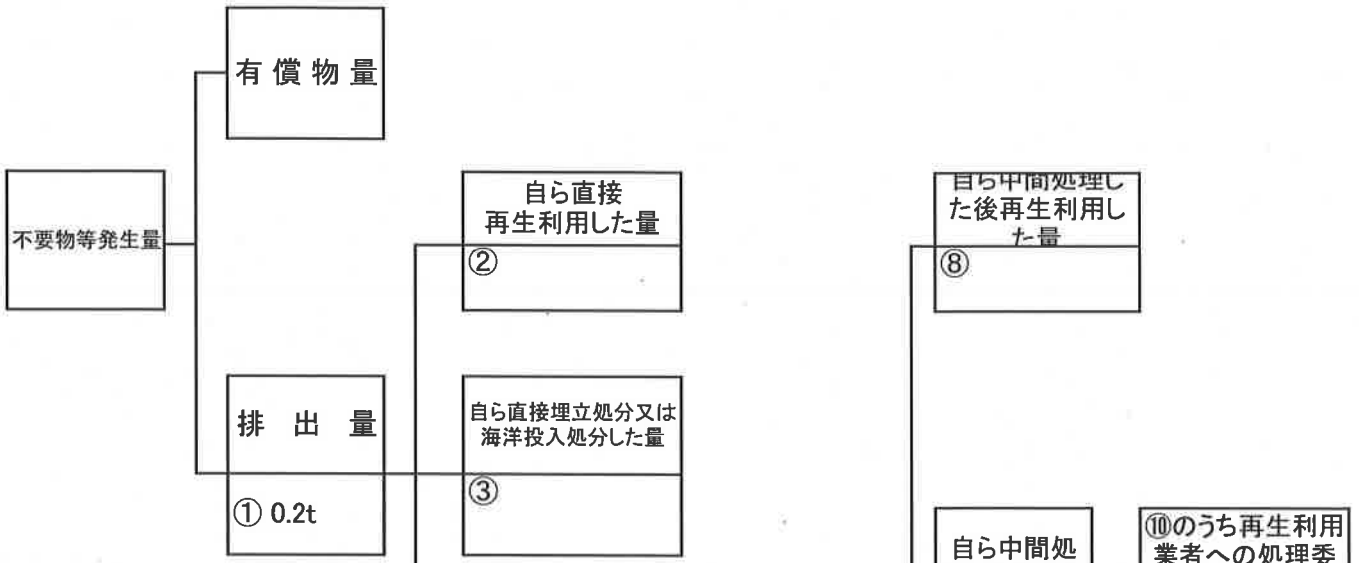 有償物量
不要物等発生量
自ら直接
再生利用した量
②
自ら中間処理し
た後再生利用し
た量
⑧
排出量
① 0.2t
自ら直接埋立処分又は
海洋投入処分した量
③
自ら中間処
⑩のうち再生利用
業者への処理委